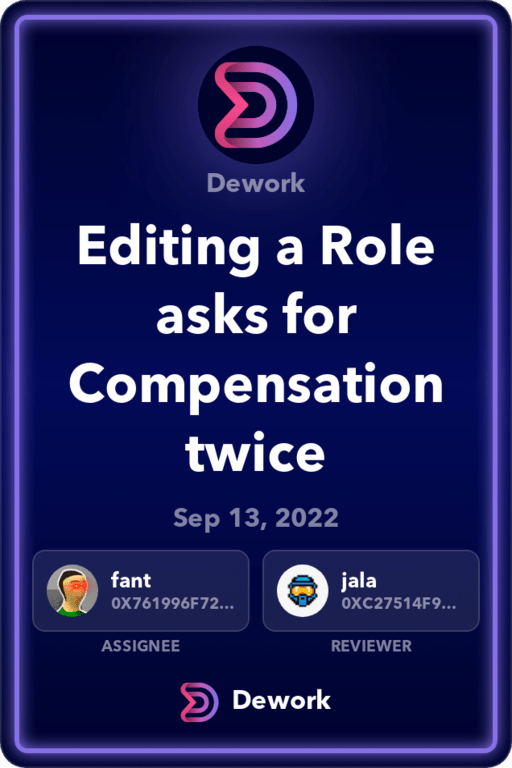 Dework
Editing a Role
asks for
Compensation
twice
Sep 13, 2022
fant
0X761996F72...
ASSIGNEE
jala
0XC27514F9...
REVIEWER
Dework